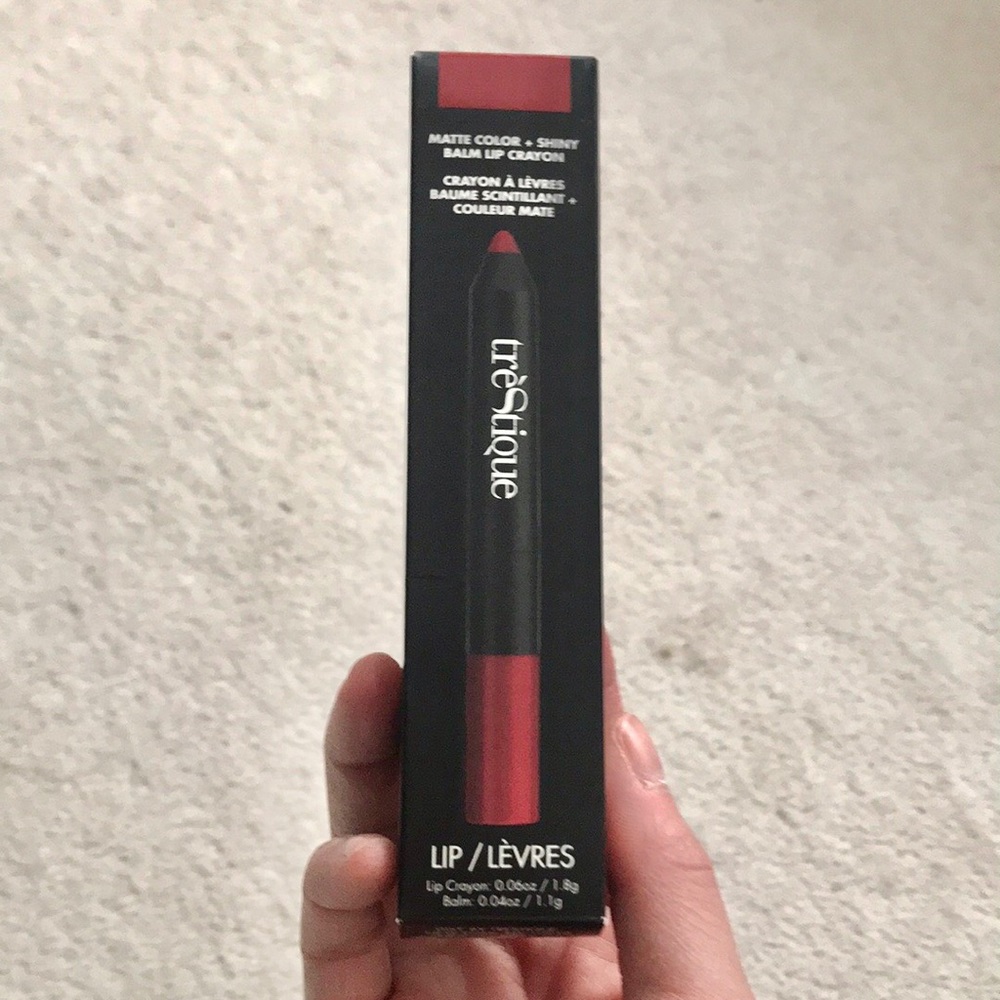 MATTE COLOR + SHINY
BALM LIP CRAYON
CRAYON À LÈVRES
BAUME SCINTILLANT +
COULEUR MATE
trèStique
LIP / LÈVRES
Lip Crayon: 0.06oz / 1.8g
Balm: 0.04oz / 1.1g